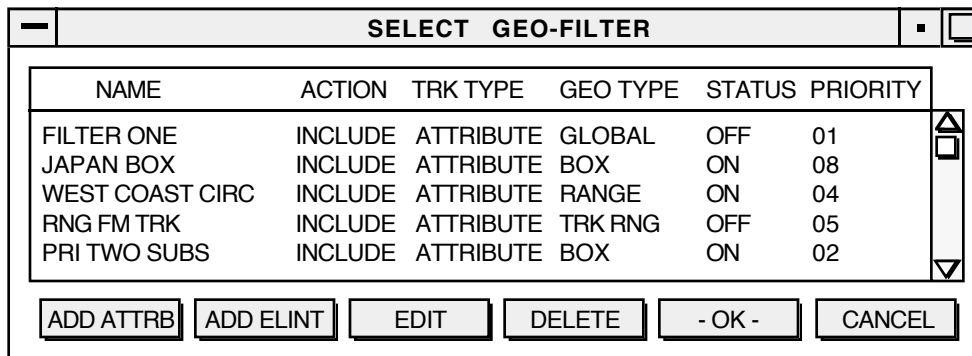 SELECT GEO-FILTER
NAME ACTION TRK TYPE GEO TYPE STATUS PRIORITY
FILTER ONE INCLUDE ATTRIBUTE GLOBAL OFF 01
JAPAN BOX INCLUDE ATTRIBUTE BOX ON 08
WEST COAST CIRC INCLUDE ATTRIBUTE RANGE ON 04
RNG FM TRK INCLUDE ATTRIBUTE TRK RNG OFF 05
PRI TWO SUBS INCLUDE ATTRIBUTE BOX ON 02
ADD ATTRB ADD ELINT EDIT DELETE - OK - CANCEL